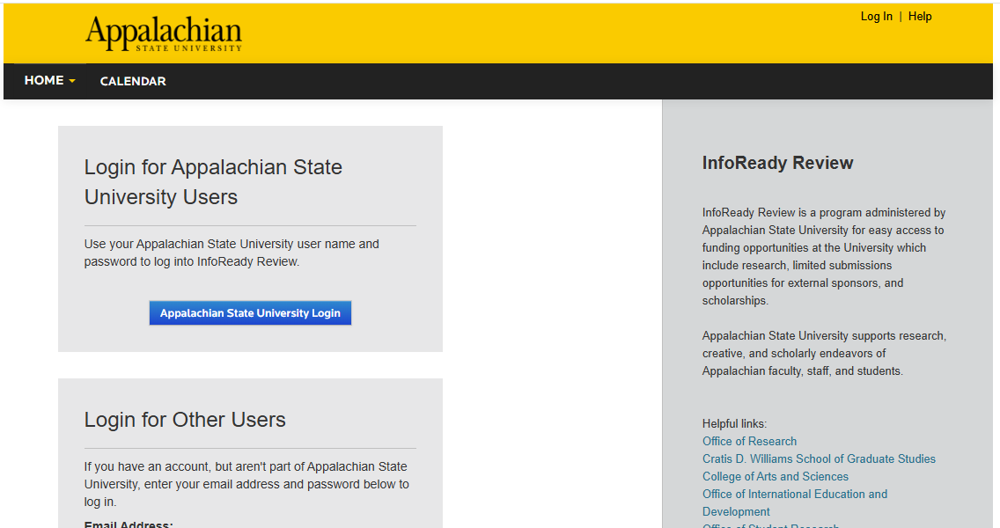 Appalachian
STATE UNIVERSITY
Log In | Help
HOME
CALENDAR
Login for Appalachian State
University Users
Use your Appalachian State University user name and
password to log into InfoReady Review.
Appalachian State University Login
Login for Other Users
If you have an account, but aren't part of Appalachian State
University, enter your email address and password below to
log in.
Email Address:
InfoReady Review
InfoReady Review is a program administered by
Appalachian State University for easy access to
funding opportunities at the University which
include research, limited submissions
opportunities for external sponsors, and
scholarships.
Appalachian State University supports research,
creative, and scholarly endeavors of
Appalachian faculty, staff, and students.
Helpful links:
Office of Research
Cratis D. Williams School of Graduate Studies
College of Arts and Sciences
Office of International Education and
Development
Office of Student Research